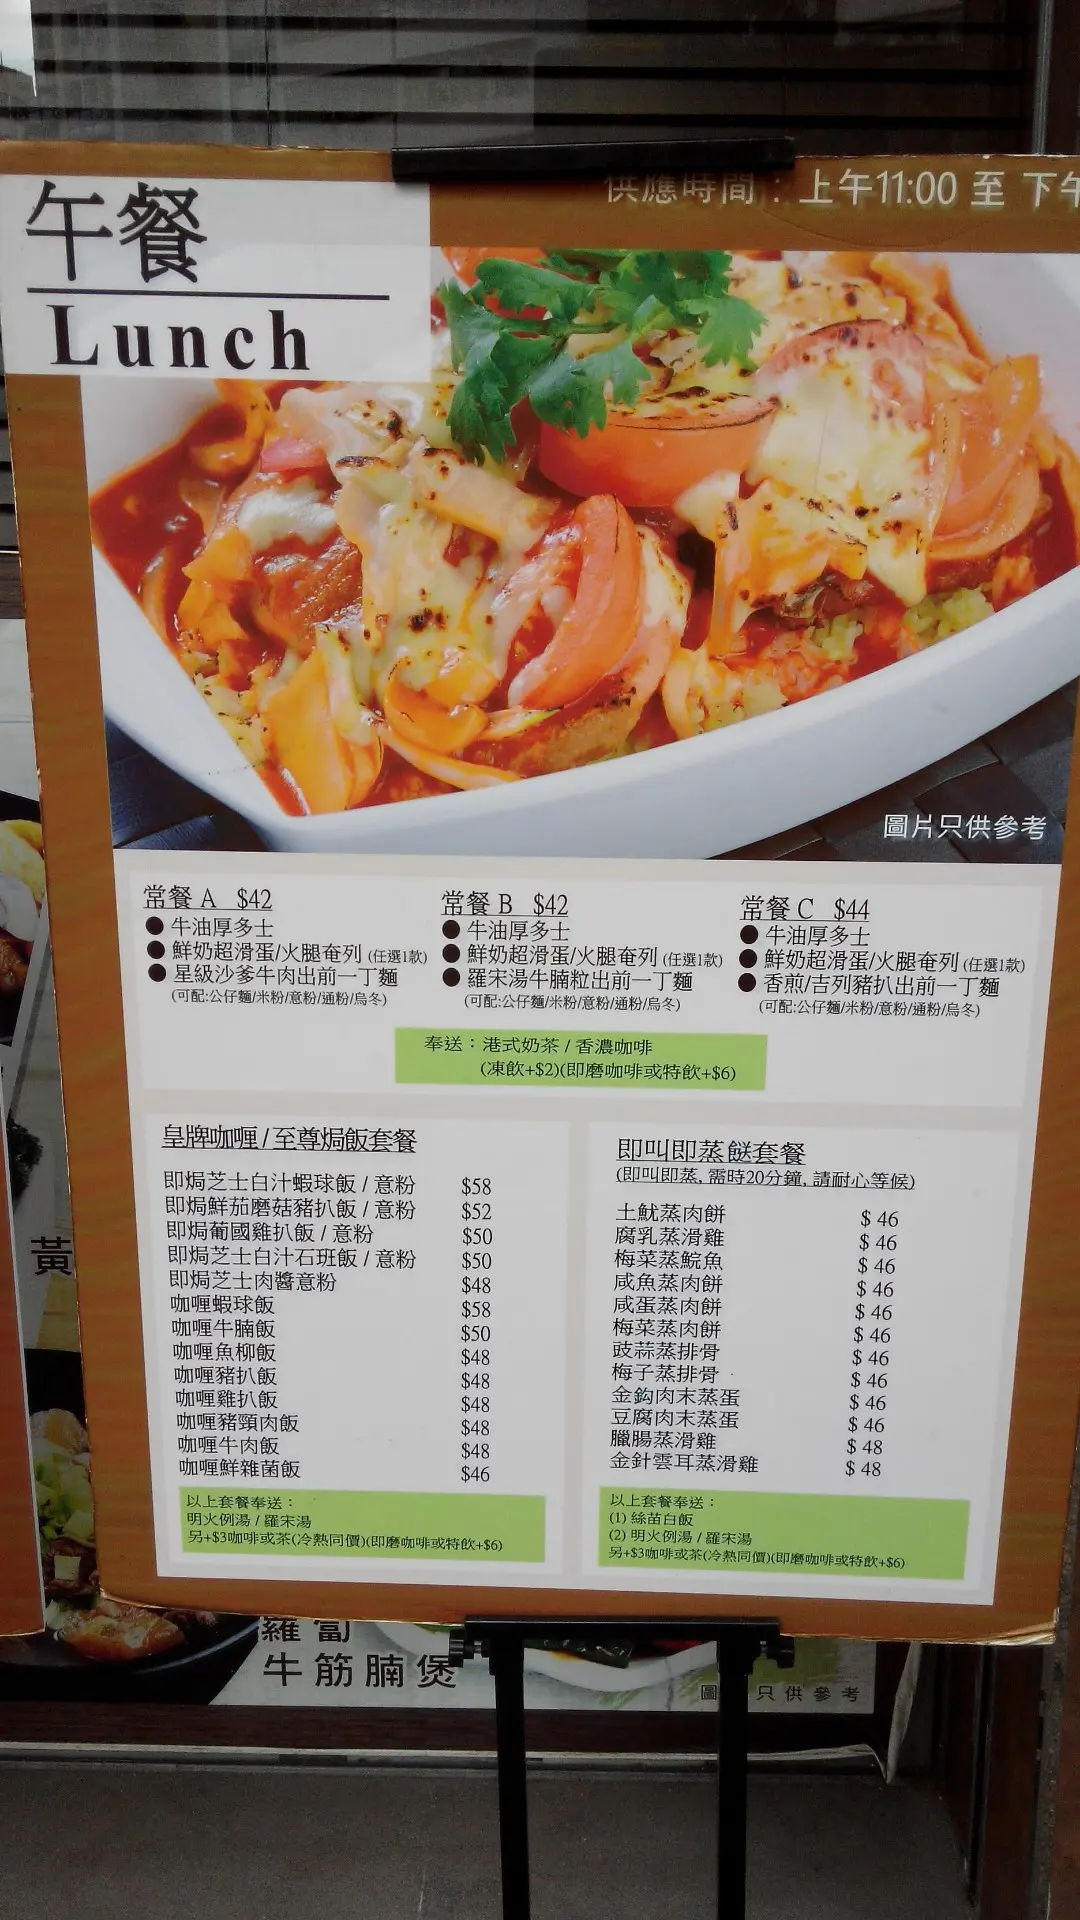 午餐
Lunch
供應時間：上午11:00 至 下午
圖片只供參考
常餐 A $42
● 牛油厚多士
● 鮮奶超滑蛋/火腿奄列 (任選1款)
● 星級沙爹牛肉出前一丁麵
(可配:公仔麵/米粉/意粉/通粉/烏冬)
常餐 B $42
● 牛油厚多士
● 鮮奶超滑蛋/火腿奄列 (任選1款)
● 羅宋湯牛腩粒出前一丁麵
(可配:公仔麵/米粉/意粉/通粉/烏冬)
常餐 C $44
● 牛油厚多士
● 鮮奶超滑蛋/火腿奄列 (任選1款)
● 香煎/吉列豬扒出前一丁麵
(可配:公仔麵/米粉/意粉/通粉/烏冬)
奉送：港式奶茶 / 香濃咖啡
(凍飲+$2)(即磨咖啡或特飲+$6)
皇牌咖喱 / 至尊焗飯套餐
即焗芝士白汁蝦球飯 / 意粉 $58
即焗鮮茄磨菇豬扒飯 / 意粉 $52
即焗葡國雞扒飯 / 意粉 $50
即焗芝士白汁石班飯 / 意粉 $50
即焗芝士肉醬意粉 $48
咖喱蝦球飯 $58
咖喱牛腩飯 $50
咖喱魚柳飯 $48
咖喱豬扒飯 $48
咖喱雞扒飯 $48
咖喱豬頸肉飯 $48
咖喱牛肉飯 $48
咖喱鮮雜菌飯 $46
以上套餐奉送：
明火例湯 / 羅宋湯
另+$3咖啡或茶(冷熱同價)(即磨咖啡或特飲+$6)
即叫即蒸餸套餐
(即叫即蒸, 需時20分鐘, 請耐心等候)
土魷蒸肉餅 $ 46
腐乳蒸滑雞 $ 46
梅菜蒸鯇魚 $ 46
咸魚蒸肉餅 $ 46
咸蛋蒸肉餅 $ 46
梅菜蒸肉餅 $ 46
豉蒜蒸排骨 $ 46
梅子蒸排骨 $ 46
金鈎肉末蒸蛋 $ 46
豆腐肉末蒸蛋 $ 46
臘腸蒸滑雞 $ 48
金針雲耳蒸滑雞 $ 48
以上套餐奉送：
(1) 絲苗白飯
(2) 明火例湯 / 羅宋湯
另+$3咖啡或茶(冷熱同價)(即磨咖啡或特飲+$6)
黃
牛筋腩煲
圖 只供參考